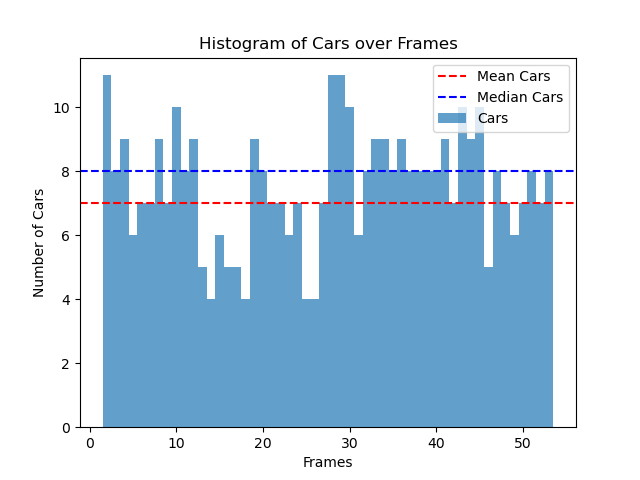 Histogram of Cars over Frames
Mean Cars
Median Cars
Cars
Number of Cars
10
8
6
4
2
0
0 10 20 30 40 50
Frames